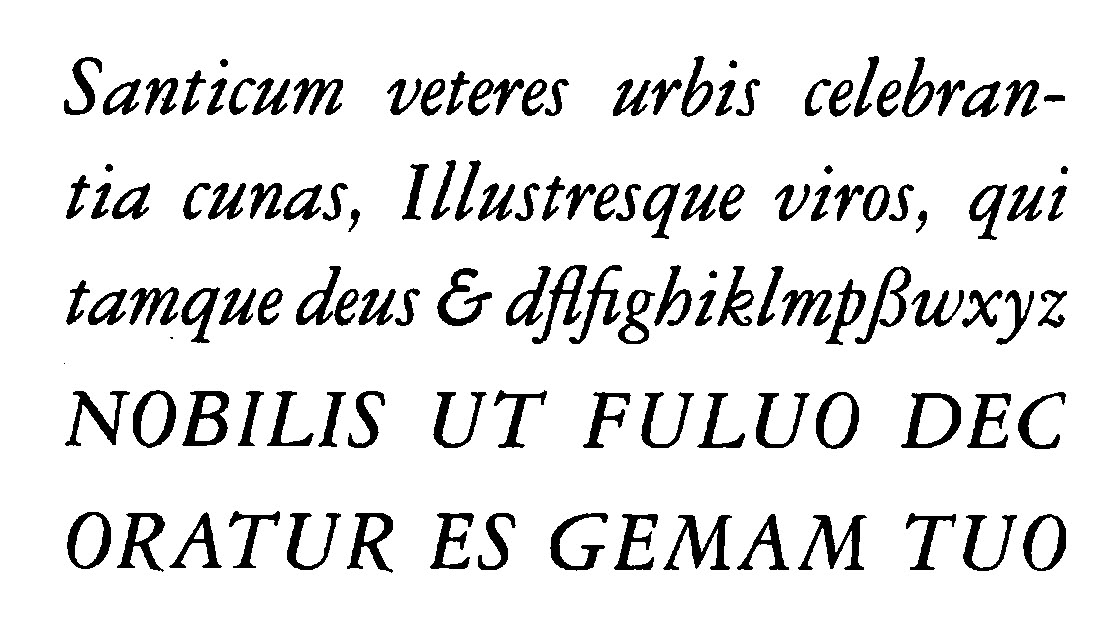 Santicum veteres urbis celebran-
tia cunas, Illustresque viros, qui
tamque deus & dflfighiklmpßwxyz
NOBILIS UT FULUO DEC
ORATUR ES GEMAM TUO